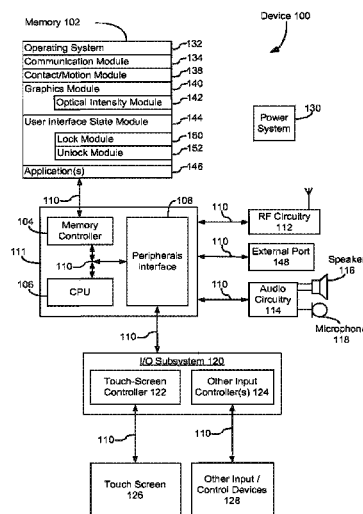 Memory 102
Device 100
Operating System
132
Communication Module
134
Contact/Motion Module
138
Graphics Module
140
Optical Intensity Module
142
User Interface State Module
144
Lock Module
150
Unlock Module
152
Application(s)
146
Power System
130
110
108
104
Memory Controller
110
111
106
CPU
Peripherals Interface
110
RF Circuitry 112
110
External Port 148
110
Audio Circuitry 114
Speaker 116
Microphone 118
110
I/O Subsystem 120
Touch-Screen Controller 122
Other Input Controller(s) 124
110
110
Touch Screen 126
Other Input / Control Devices 128